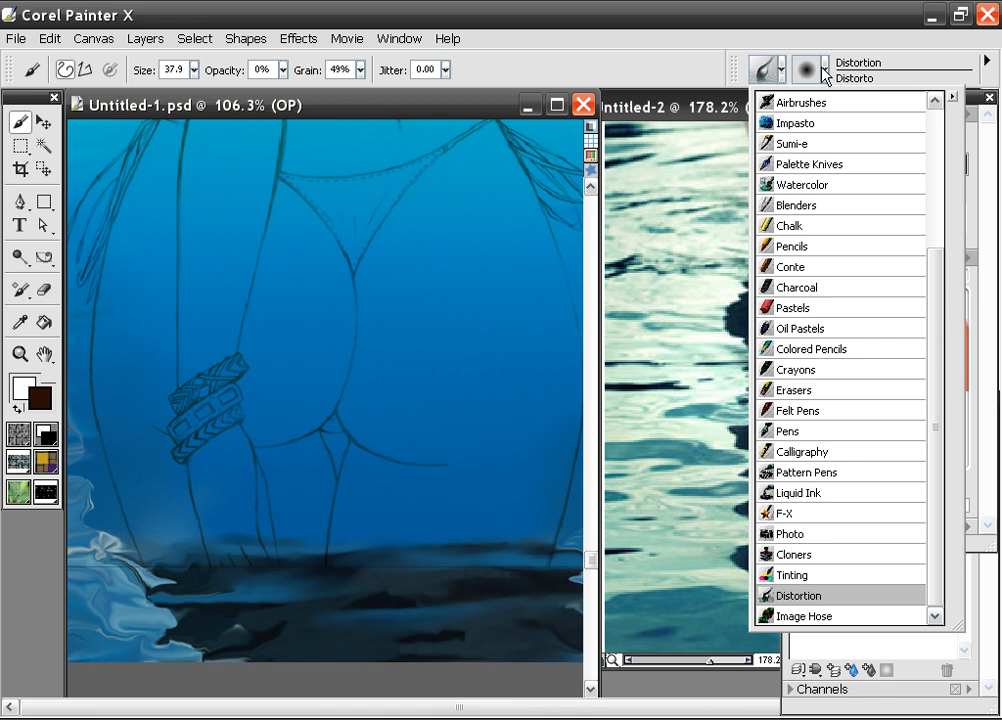 Corel Painter X
File Edit Canvas Layers Select Shapes Effects Movie Window Help
Size: 37.9 Opacity: 0% Grain: 49% Jitter: 0.00
Distortion
Distorto
Untitled-1.psd @ 106.3% (OP)
ntitled-2 @ 178.2% (
Airbrushes
Impasto
Sumi-e
Palette Knives
Watercolor
Blenders
Chalk
Pencils
Conte
Charcoal
Pastels
Oil Pastels
Colored Pencils
Crayons
Erasers
Felt Pens
Pens
Calligraphy
Pattern Pens
Liquid Ink
F-X
Photo
Cloners
Tinting
Distortion
Image Hose
T
178.2
Channels